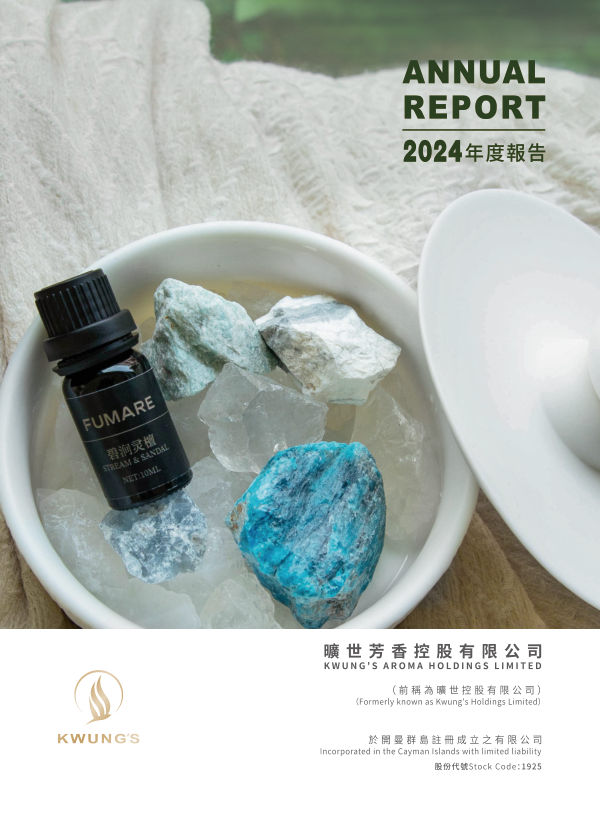 ANNUAL
REPORT
2024年度報告
FUMARE
碧涧灵檀
STREAM & SANDAL
NET:10ML
曠世芳香控股有限公司
KWUNG'S AROMA HOLDINGS LIMITED
（前稱為曠世控股有限公司）
(Formerly known as Kwung's Holdings Limited)
KWUNG'S
於開曼群島註冊成立之有限公司
Incorporated in the Cayman Islands with limited liability
股份代號Stock Code：1925